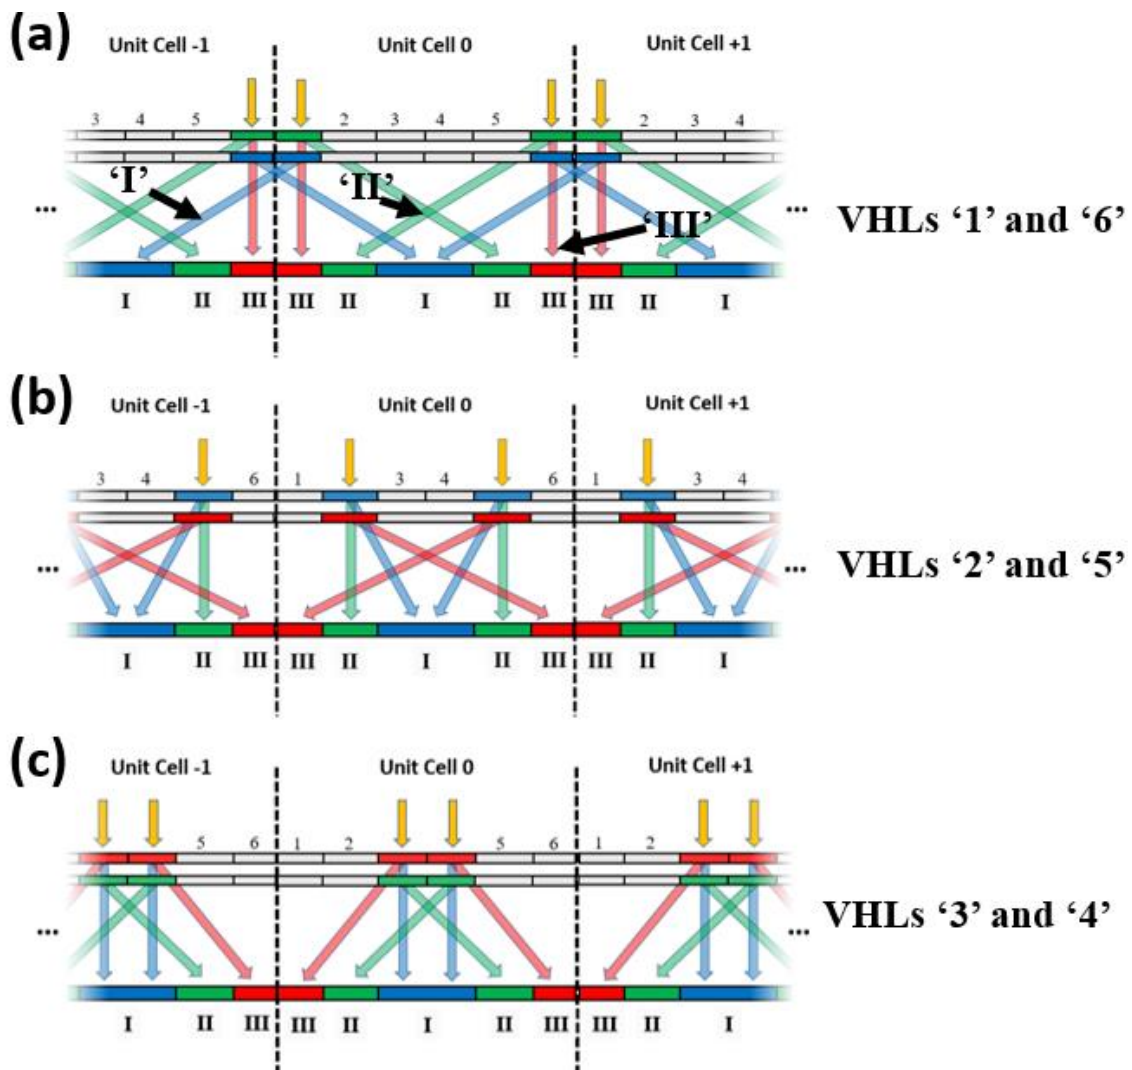 (a)
Unit Cell -1 Unit Cell 0 Unit Cell +1
3 4 5 2 3 4 5 2 3 4
‘I’ ‘II’ ‘III’
... ...
VHLs ‘1’ and ‘6’
I II III III II I II III III II I
(b)
Unit Cell -1 Unit Cell 0 Unit Cell +1
3 4 6 1 3 4 6 1 3 4
... ...
VHLs ‘2’ and ‘5’
I II III III II I II III III II I
(c)
Unit Cell -1 Unit Cell 0 Unit Cell +1
5 6 1 2 5 6 1 2
... ...
VHLs ‘3’ and ‘4’
I II III III II I II III III II I